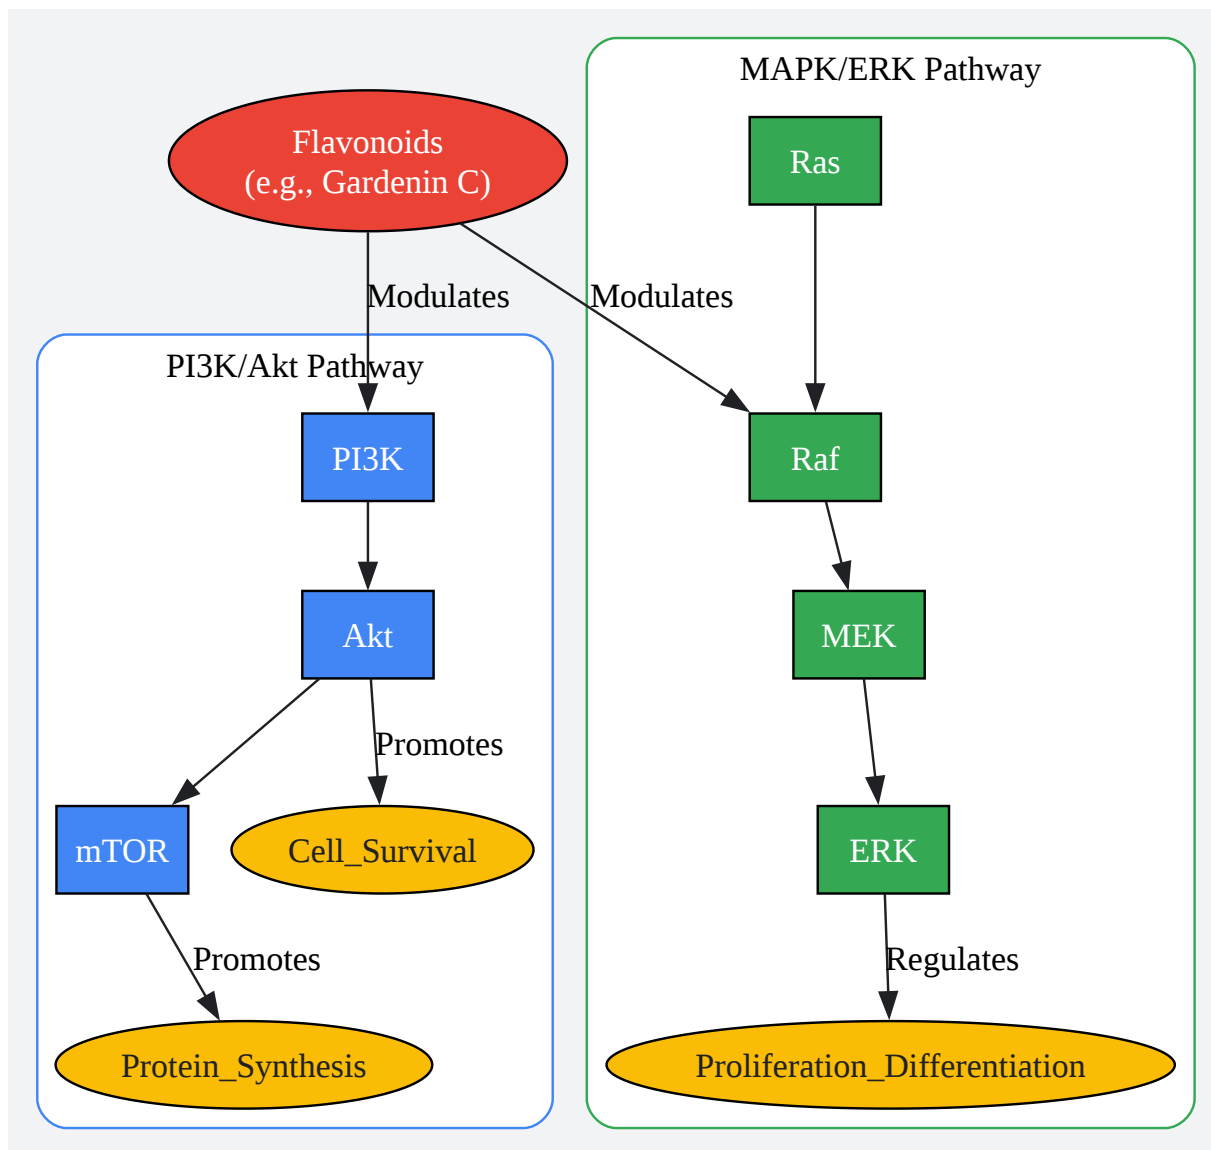 MAPK/ERK Pathway
Flavonoids
(e.g., Gardenin C)
Ras
Modulates
Modulates
PI3K/Akt Pathway
PI3K
Raf
Akt
MEK
Promotes
mTOR
Cell_Survival
ERK
Promotes
Regulates
Protein_Synthesis
Proliferation_Differentiation